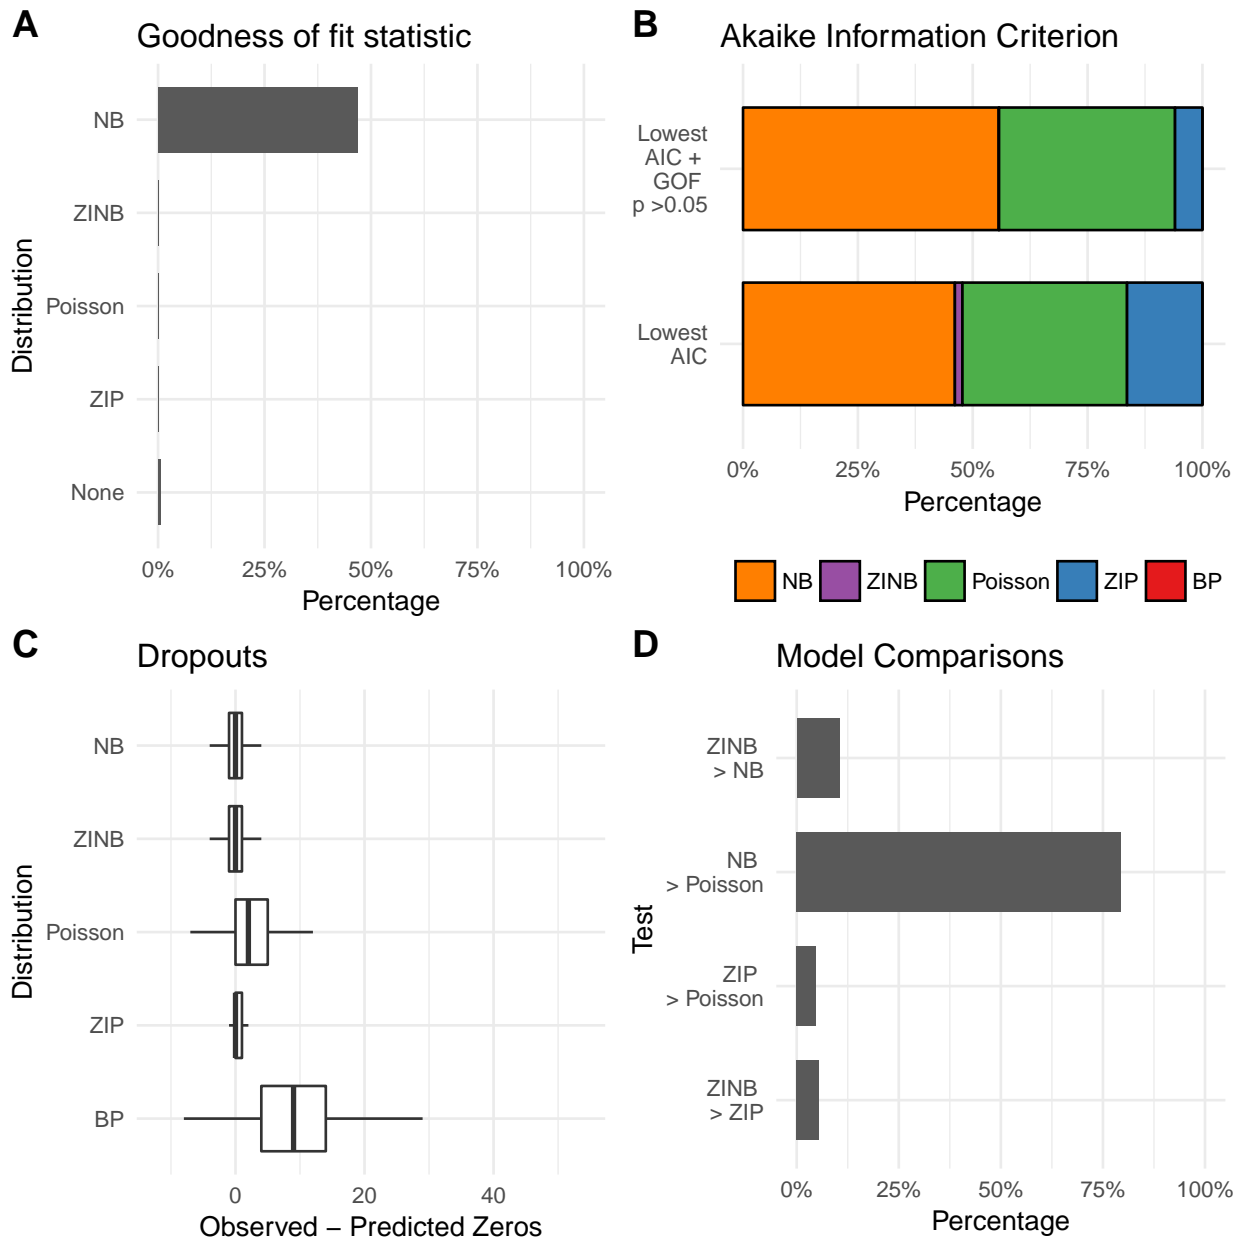 A
Goodness of fit statistic
Distribution
NB
ZINB
Poisson
ZIP
None
0% 25% 50% 75% 100%
Percentage
B
Akaike Information Criterion
Lowest
AIC +
GOF
p >0.05
Lowest
AIC
0% 25% 50% 75% 100%
Percentage
NB ZINB Poisson ZIP BP
C
Dropouts
Distribution
NB
ZINB
Poisson
ZIP
BP
0 20 40
Observed − Predicted Zeros
D
Model Comparisons
Test
ZINB
> NB
NB
> Poisson
ZIP
> Poisson
ZINB
> ZIP
0% 25% 50% 75% 100%
Percentage